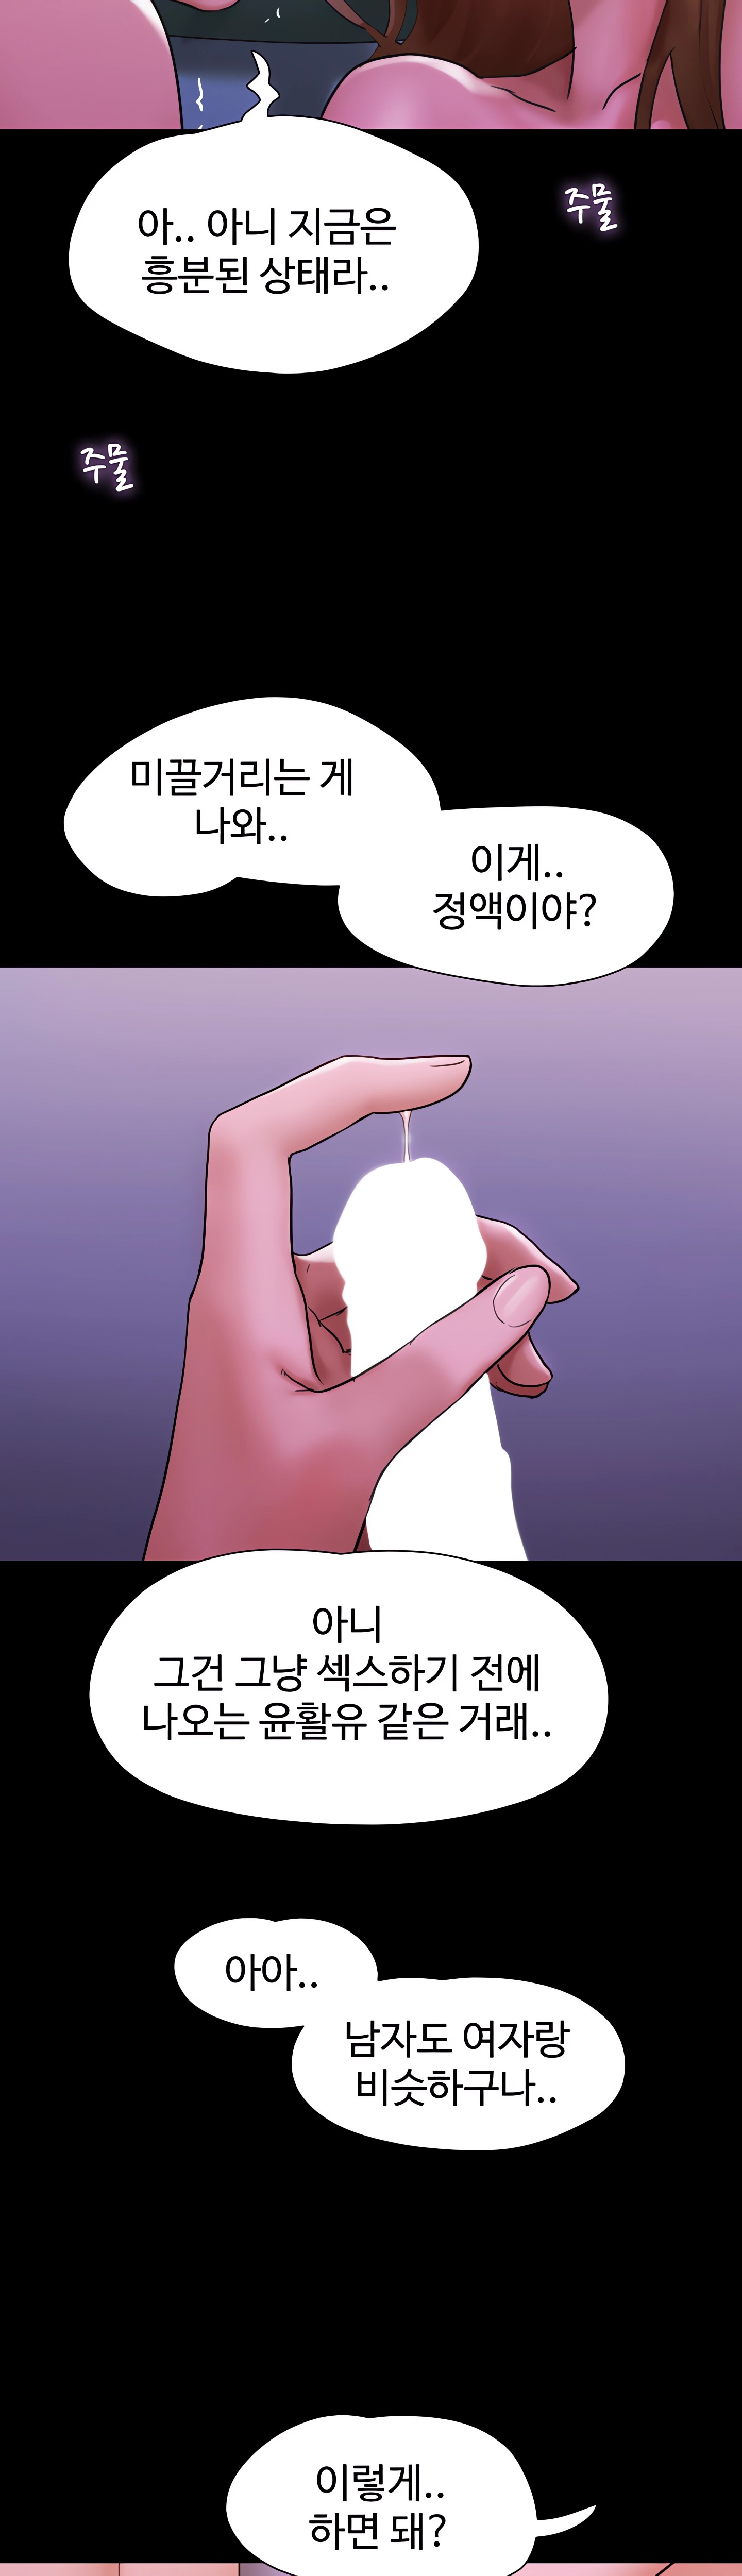 아.. 아니 지금은
흥분된 상태라..
주물
주물
미끌거리는 게
나와..
이게..
정액이야?
아니
그건 그냥 섹스하기 전에
나오는 윤활유 같은 거래..
아아..
남자도 여자랑
비슷하구나..
이렇게..
하면 돼?